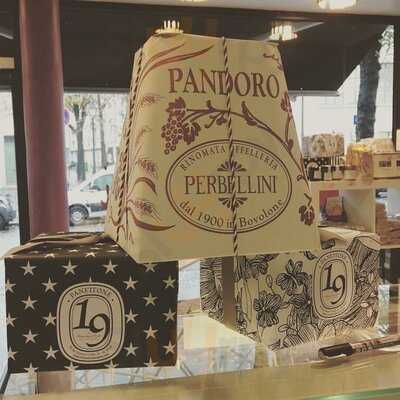 PANDORO
RINOMATA OFFELLERIA
PERBELLINI
dal 1900 in Bovolone
PANETTONE
19
19